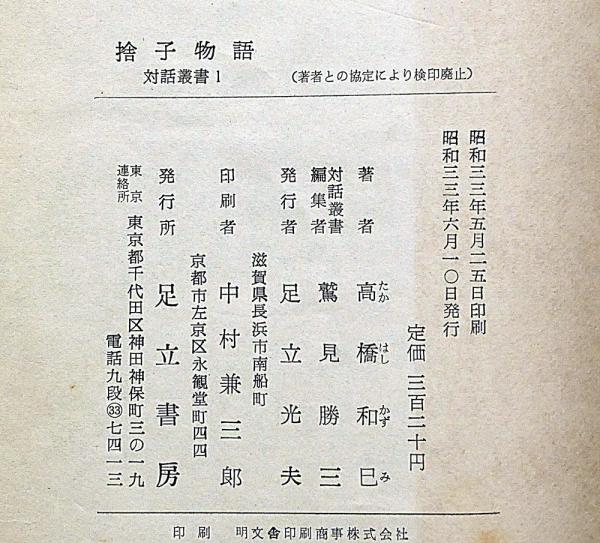 捨子物語
対話叢書1
(著者との協定により検印廃止)
昭和三三年五月二五日印刷
昭和三三年六月一〇日発行
定価 三百二十円
著者 高橋和巳
たか はし かず み
対話叢書
編集者 鷲見勝三
発行者 足立光夫
滋賀県長浜市南船町
印刷者 中村兼三郎
京都市左京区永観堂町四四
発行所 足立書房
東京
連絡所 東京都千代田区神田神保町三の一九
電話九段㉝七四一三
印刷 明文舎印刷商事株式会社